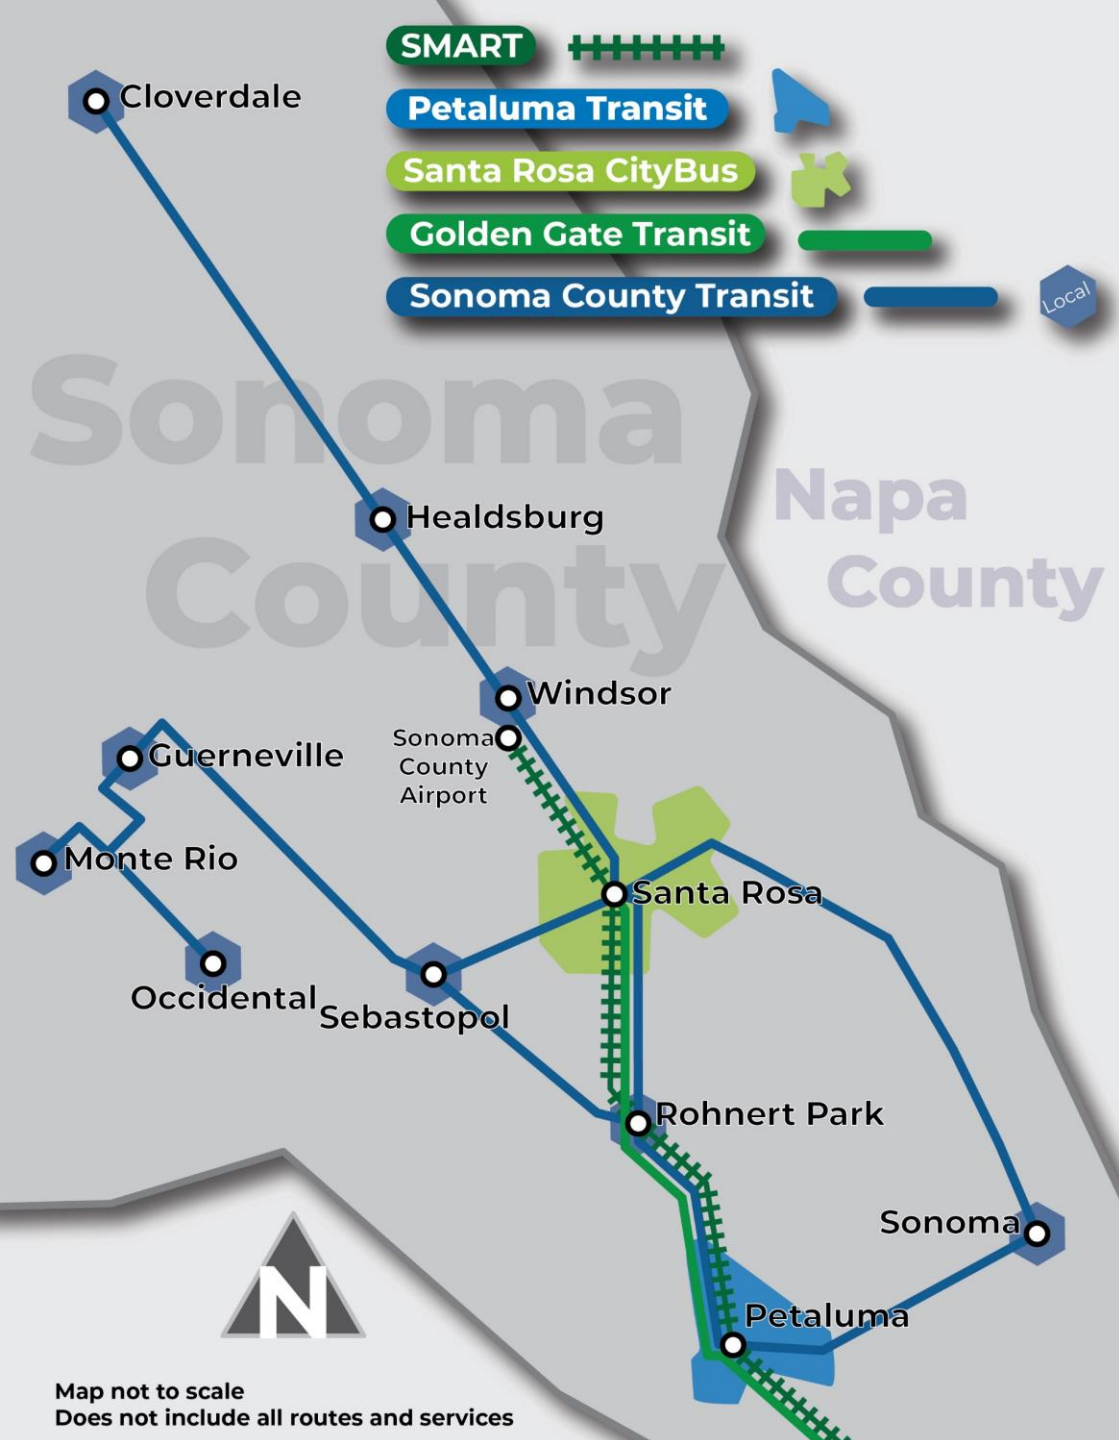 SMART
Petaluma Transit
Santa Rosa CityBus
Golden Gate Transit
Sonoma County Transit
Local
Cloverdale
Sonoma
County
Napa
County
Healdsburg
Windsor
Sonoma
County
Airport
Guerneville
Monte Rio
Santa Rosa
Occidental
Sebastopol
Rohnert Park
Sonoma
Petaluma
N
Map not to scale
Does not include all routes and services